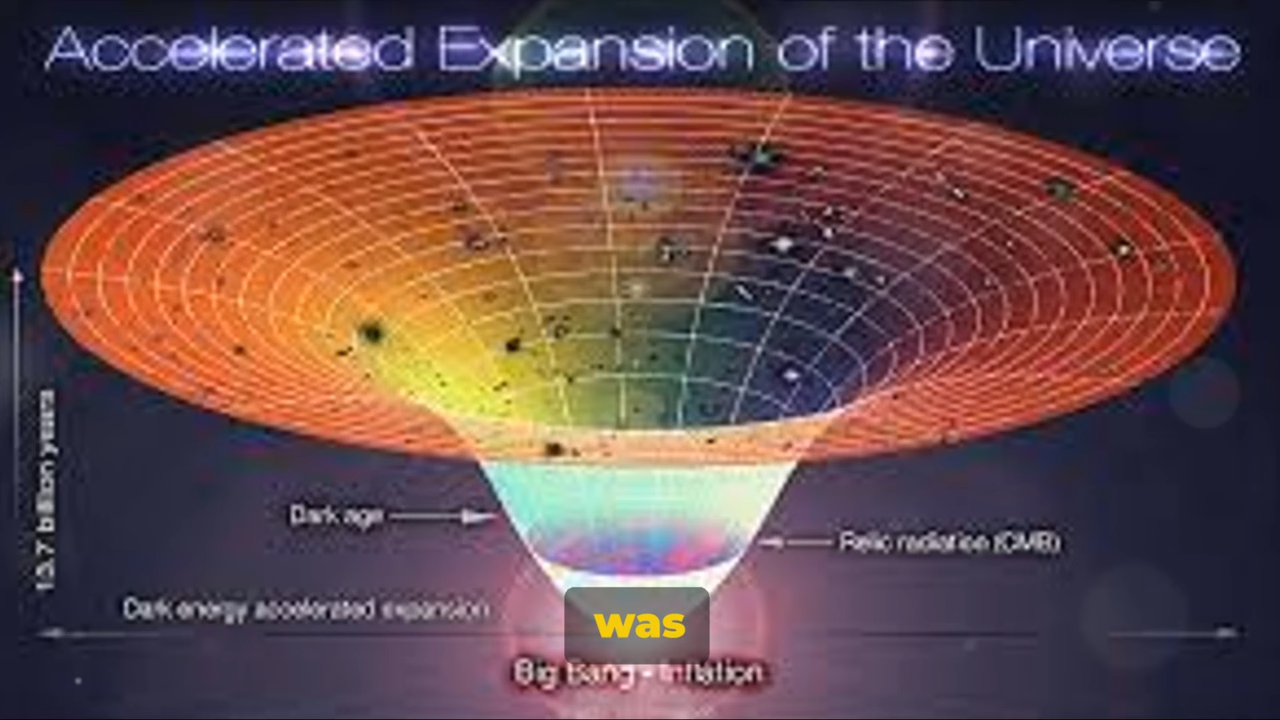 Accelerated Expansion of the Universe
13.7 billion years
Dark age
Relic radiation (CMB)
Dark energy accelerated expansion
was
Big Bang - Inflation